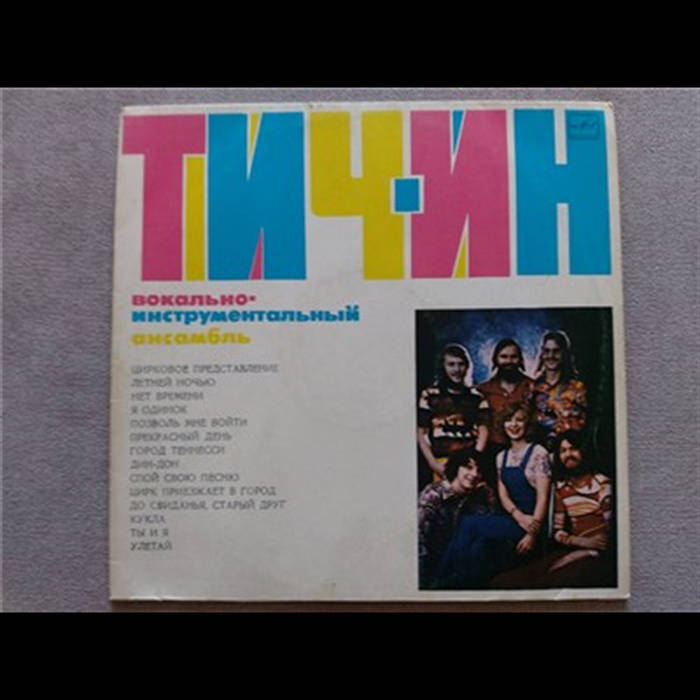 ТИЧ·ИН
вокально-
инструментальный
ансамбль
ЦИРКОВОЕ ПРЕДСТАВЛЕНИЕ
ЛЕТНЕЙ НОЧЬЮ
НЕТ ВРЕМЕНИ
Я ОДИНОК
ПОЗВОЛЬ МНЕ ВОЙТИ
ПРЕКРАСНЫЙ ДЕНЬ
ГОРОД ТЕННЕССИ
ДИН-ДОН
СПОЙ СВОЮ ПЕСНЮ
ЦИРК ПРИЕЗЖАЕТ В ГОРОД
ДО СВИДАНЬЯ, СТАРЫЙ ДРУГ
КУКЛА
ТЫ И Я
УЛЕТАЙ